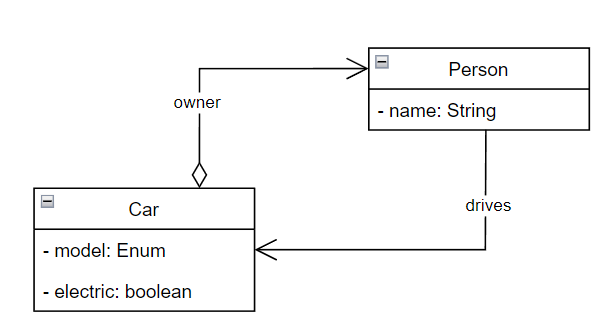 Person
- name: String
owner
drives
Car
- model: Enum
- electric: boolean